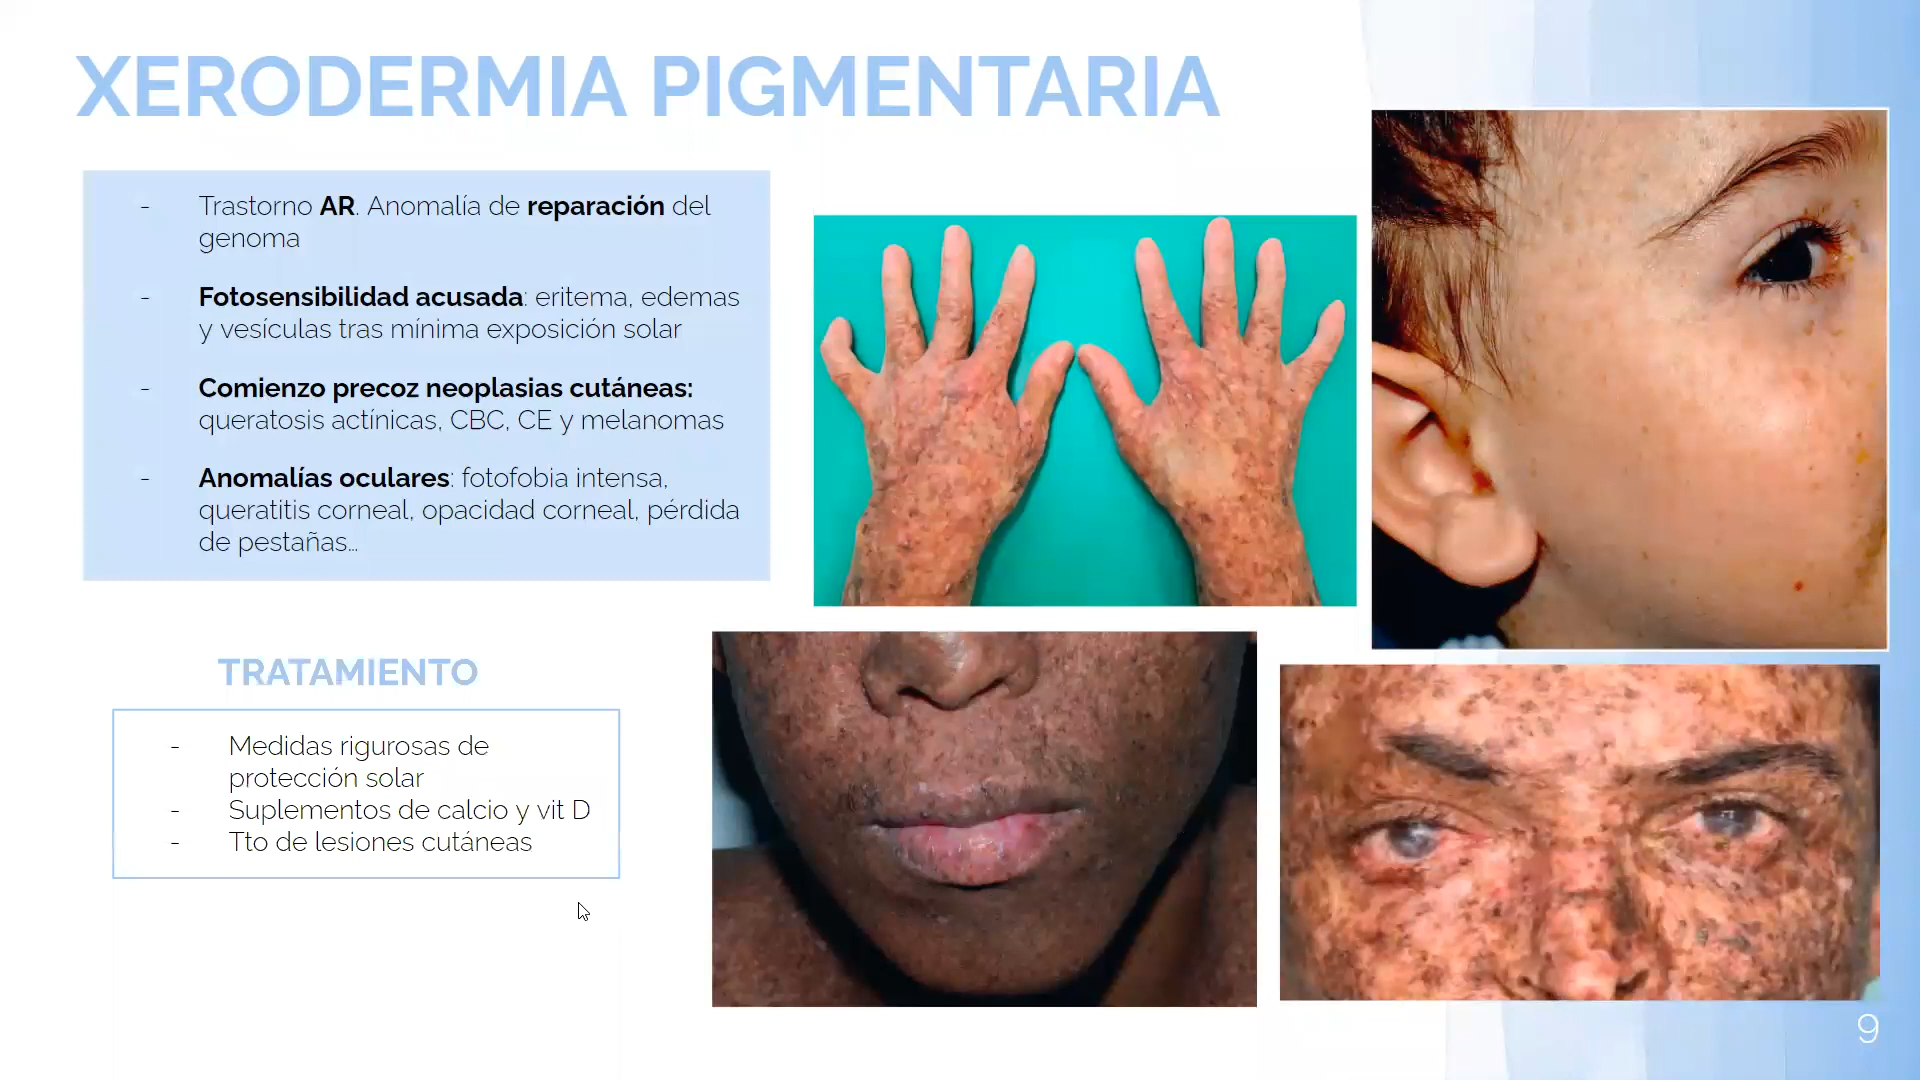 XERODERMIA PIGMENTARIA
- Trastorno AR. Anomalía de reparación del
genoma
- Fotosensibilidad acusada: eritema, edemas
y vesículas tras mínima exposición solar
- Comienzo precoz neoplasias cutáneas:
queratosis actínicas, CBC, CE y melanomas
- Anomalías oculares: fotofobia intensa,
queratitis corneal, opacidad corneal, pérdida
de pestañas...
TRATAMIENTO
- Medidas rigurosas de
protección solar
- Suplementos de calcio y vit D
- Tto de lesiones cutáneas
9